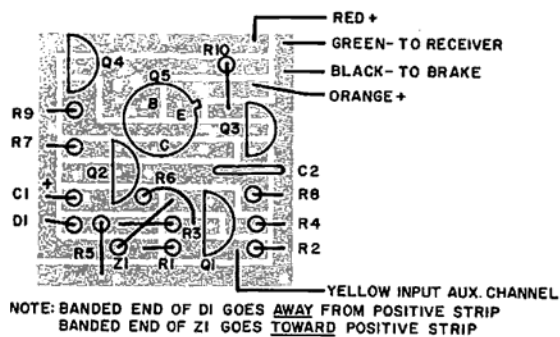 RED +
R10
GREEN- TO RECEIVER
Q4
Q5
BLACK- TO BRAKE
B
ORANGE +
E
R9
Q3
R7
C
Q2
C2
R6
+
C1
R8
D1
R3
R4
R5
Z1
R1
Q1
R2
YELLOW INPUT AUX. CHANNEL
NOTE: BANDED END OF D1 GOES AWAY FROM POSITIVE STRIP
BANDED END OF Z1 GOES TOWARD POSITIVE STRIP